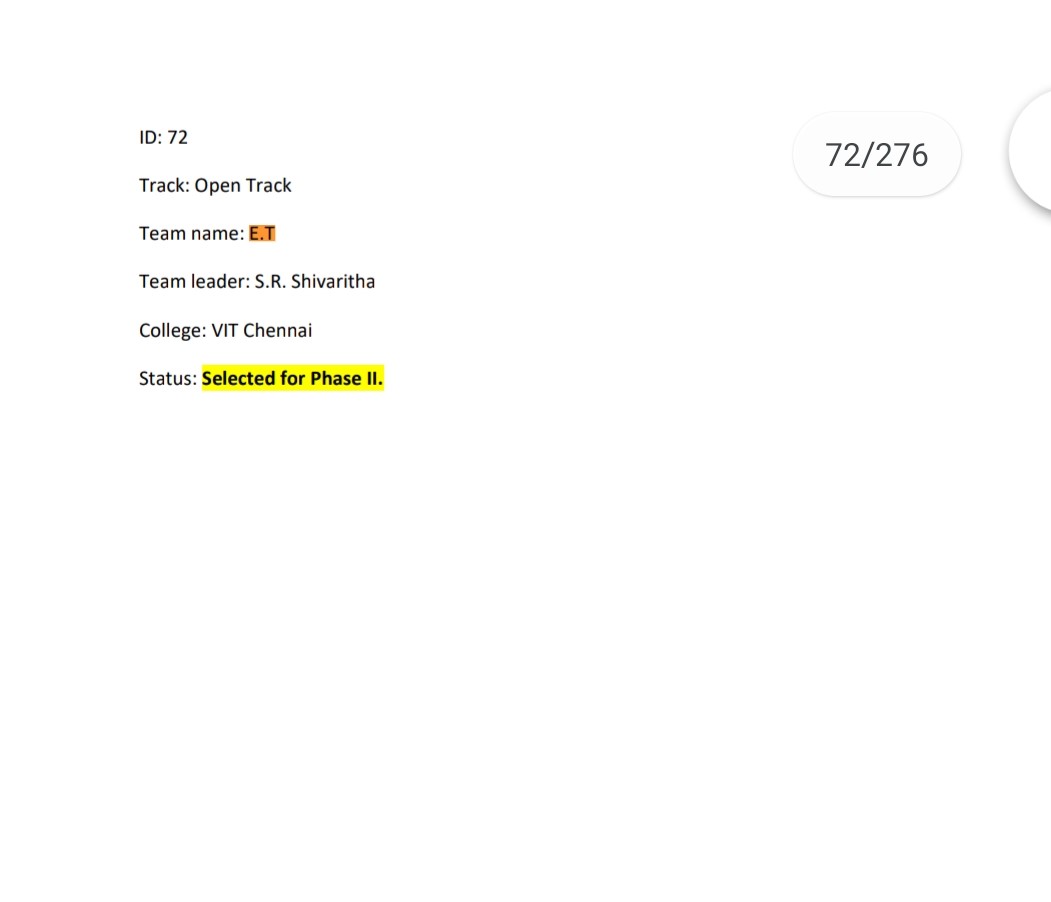 ID: 72
72/276
Track: Open Track
Team name: E.T
Team leader: S.R. Shivaritha
College: VIT Chennai
Status: Selected for Phase II.